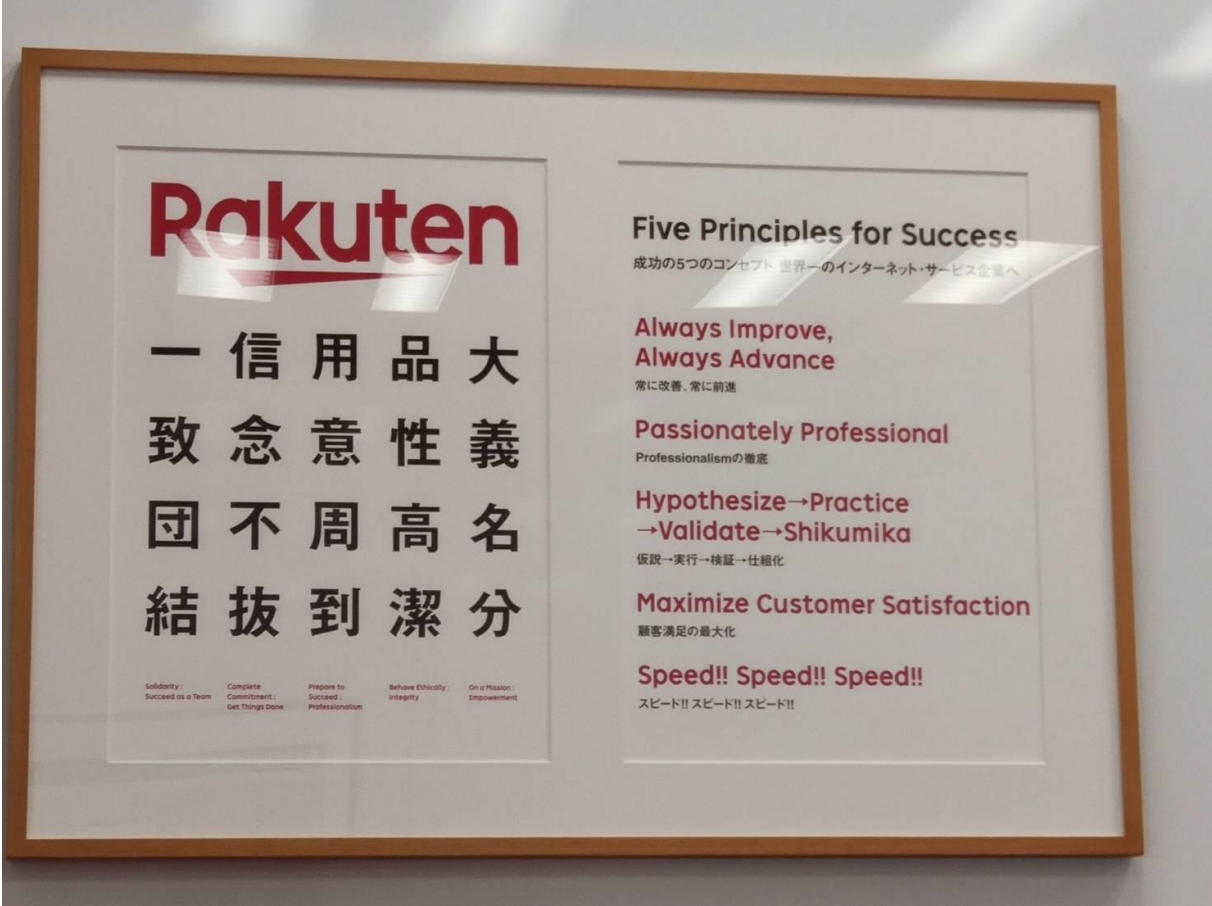 Rakuten
大義名分
品性高潔
用意周到
信念不抜
一致団結
Solidarity :
Succeed as a Team
Complete
Commitment :
Get Things Done
Prepare to
Succeed :
Professionalism
Behave Ethically :
Integrity
On a Mission :
Empowerment
Five Principles for Success
成功の5つのコンセプト 世界一のインターネット・サービス企業へ
Always Improve,
Always Advance
常に改善、常に前進
Passionately Professional
Professionalismの徹底
Hypothesize→Practice
→Validate→Shikumika
仮説→実行→検証→仕組化
Maximize Customer Satisfaction
顧客満足の最大化
Speed!! Speed!! Speed!!
スピード!! スピード!! スピード!!